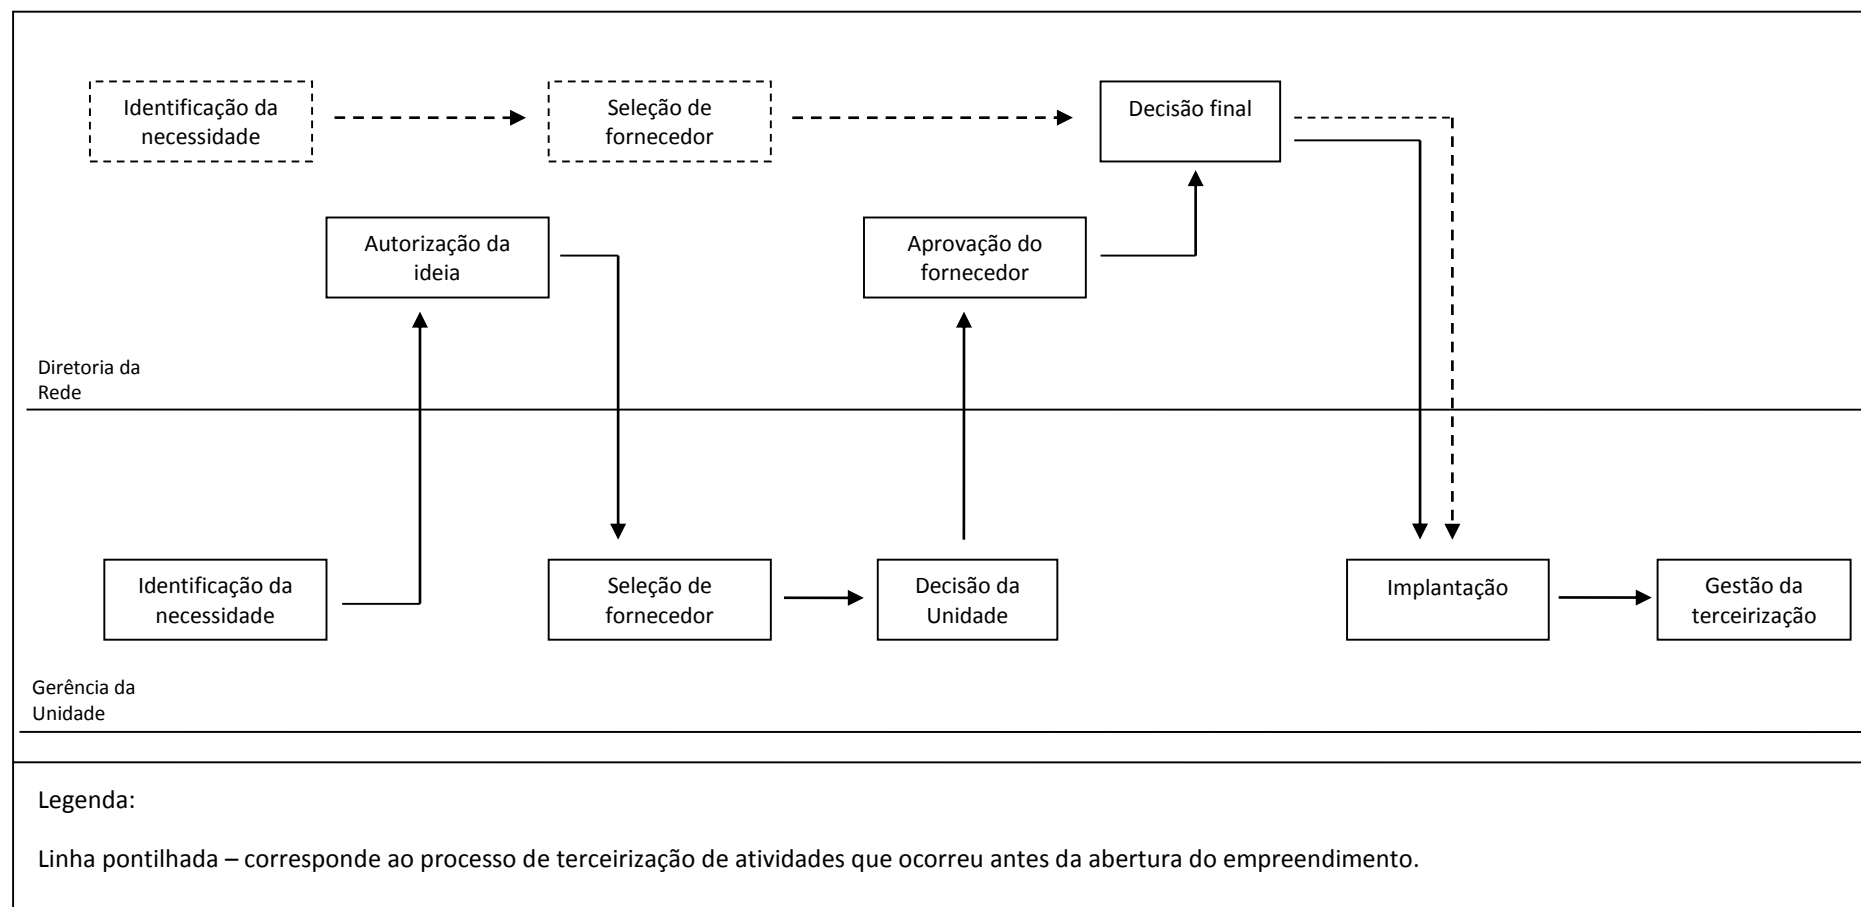 Identificação da
necessidade
Seleção de
fornecedor
Decisão final
Autorização da
ideia
Aprovação do
fornecedor
Diretoria da
Rede
Identificação da
necessidade
Seleção de
fornecedor
Decisão da
Unidade
Implantação
Gestão da
terceirização
Gerência da
Unidade
Legenda:
Linha pontilhada – corresponde ao processo de terceirização de atividades que ocorreu antes da abertura do empreendimento.